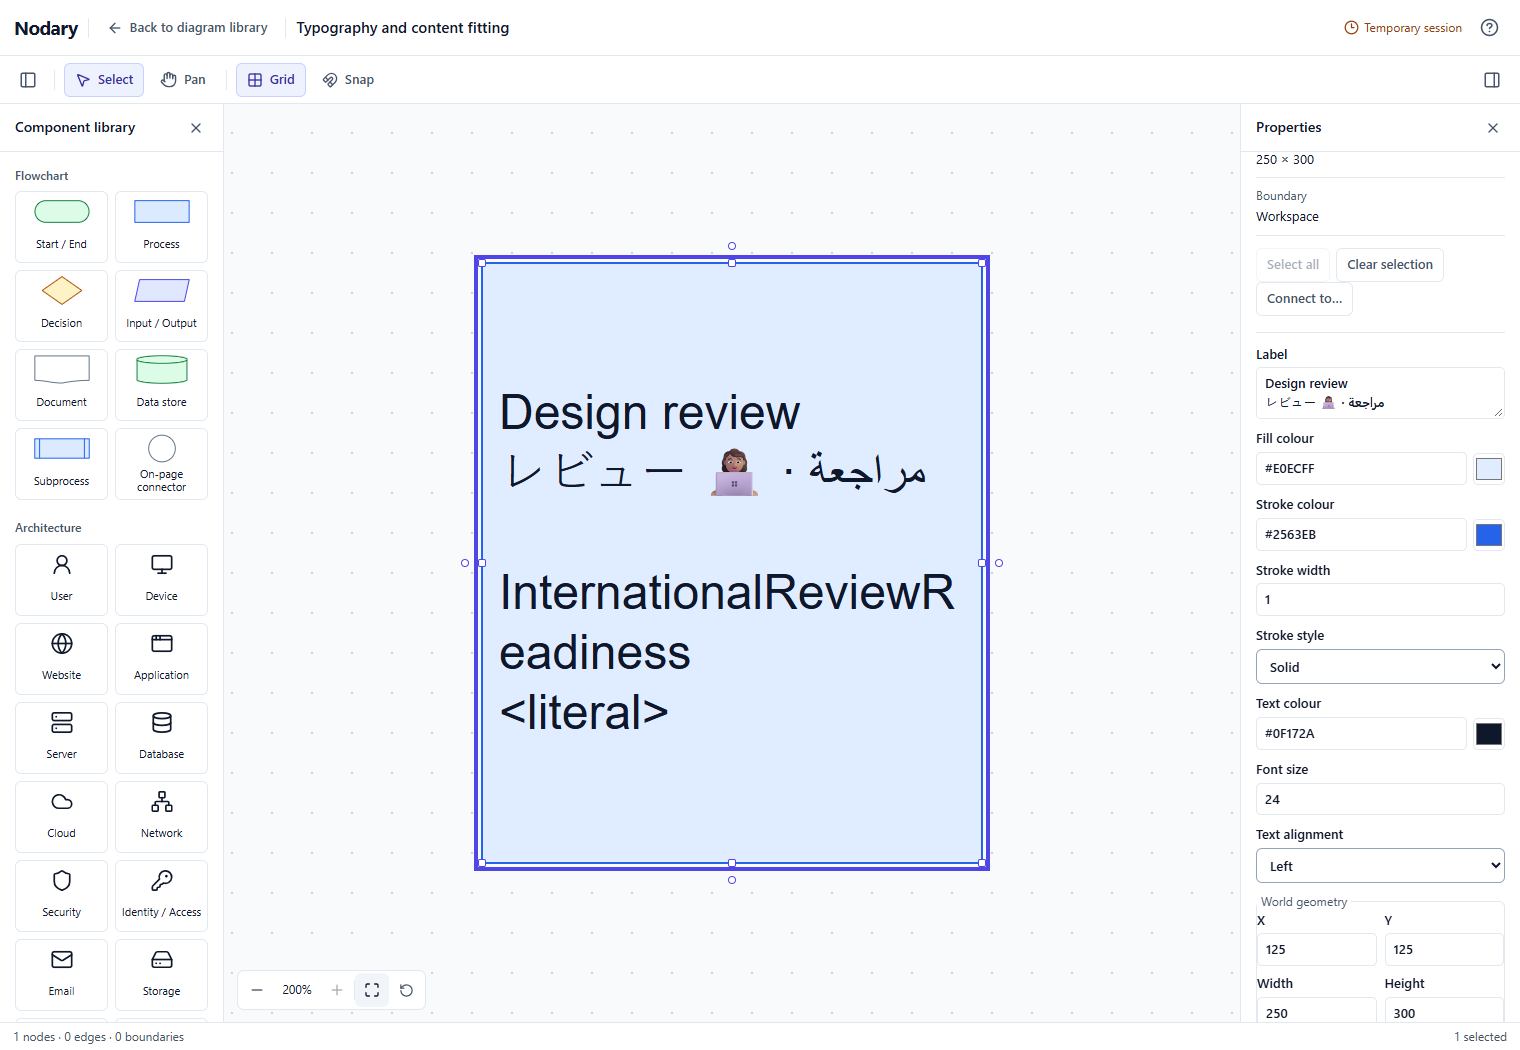 Nodary
Back to diagram library
Typography and content fitting
Temporary session
Select
Pan
Grid
Snap
Component library
Flowchart
Start / End
Process
Decision
Input / Output
Document
Data store
Subprocess
On-page connector
Architecture
User
Device
Website
Application
Server
Database
Cloud
Network
Security
Identity / Access
Email
Storage
Design review
レビュー 👩🏽‍💻 · مراجعة
InternationalReviewR
eadiness
<literal>
200%
Properties
250 × 300
Boundary
Workspace
Select all
Clear selection
Connect to...
Label
Design review
レビュー 👩🏽‍💻 · مراجعة
Fill colour
#E0ECFF
Stroke colour
#2563EB
Stroke width
1
Stroke style
Solid
Text colour
#0F172A
Font size
24
Text alignment
Left
World geometry
X
Y
125
125
Width
Height
250
300
1 nodes · 0 edges · 0 boundaries
1 selected